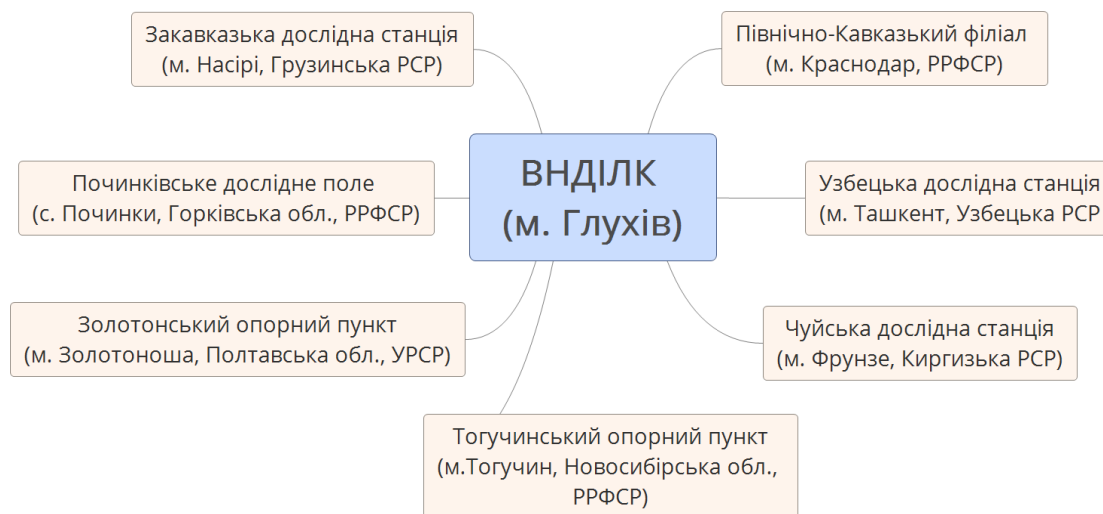 Закавказька дослідна станція
(м. Насірі, Грузинська РСР)
Північно-Кавказький філіал
(м. Краснодар, РРФСР)
ВНДІЛК
(м. Глухів)
Починківське дослідне поле
(с. Починки, Горківська обл., РРФСР)
Узбецька дослідна станція
(м. Ташкент, Узбецька РСР
Золотонський опорний пункт
(м. Золотоноша, Полтавська обл., УРСР)
Чуйська дослідна станція
(м. Фрунзе, Киргизька РСР)
Тогучинський опорний пункт
(м.Тогучин, Новосибірська обл.,
РРФСР)